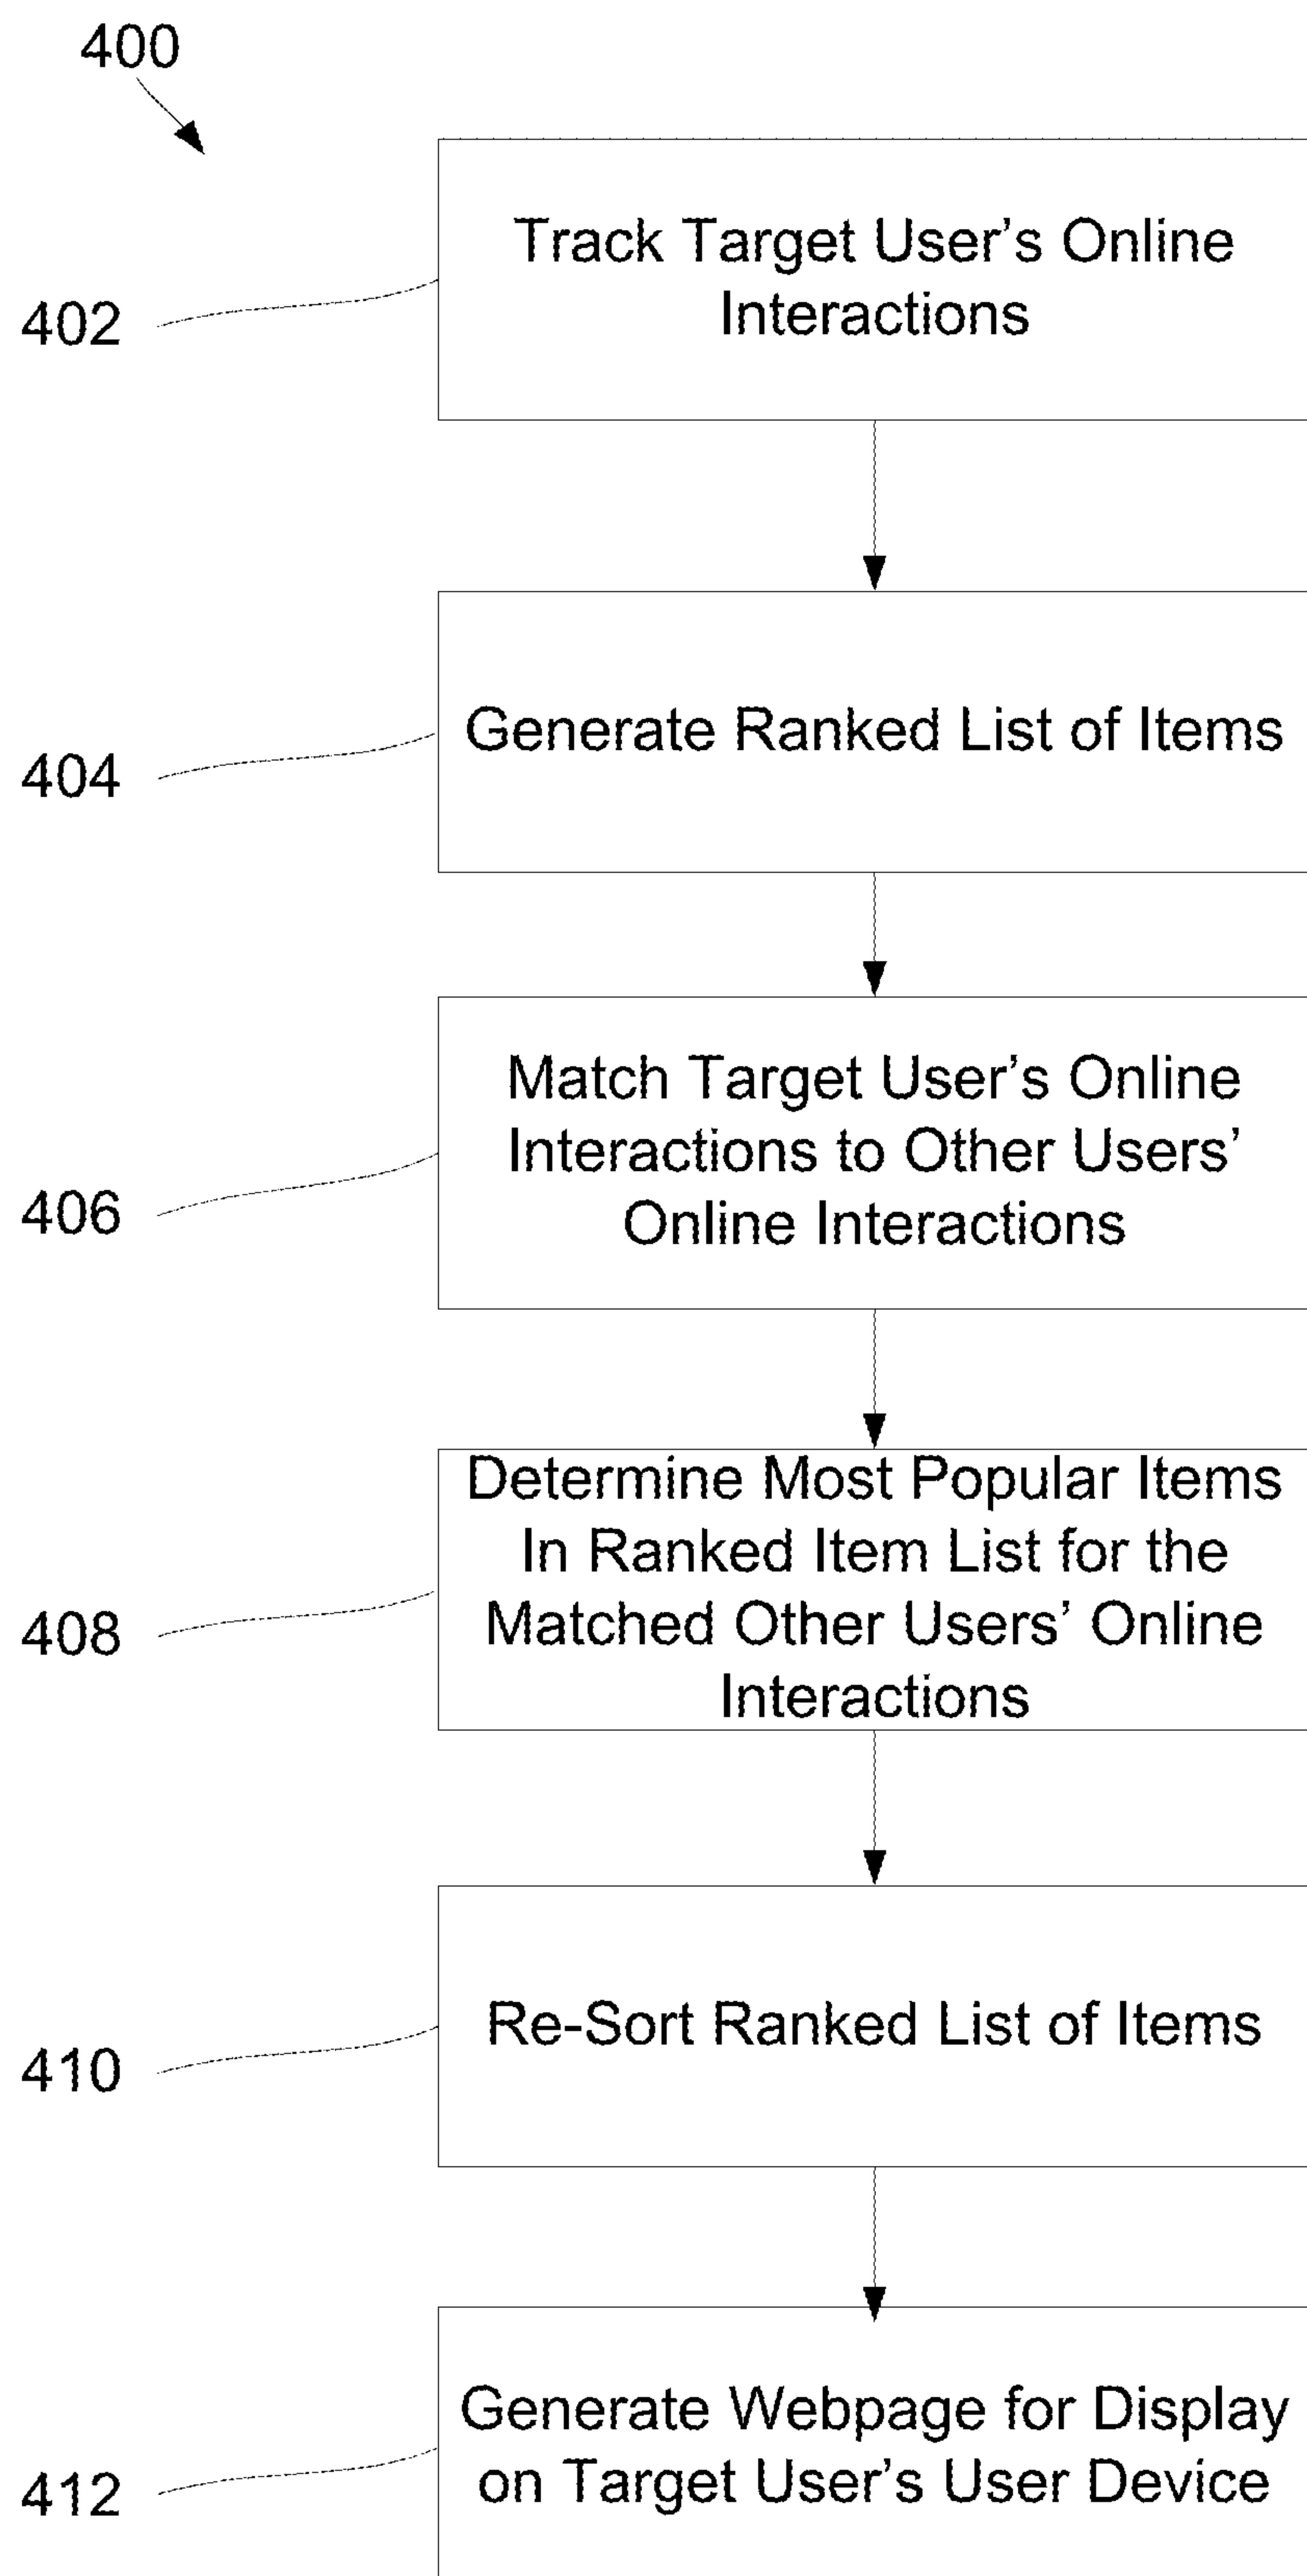 400
Track Target User's Online
Interactions
402
Generate Ranked List of Items
404
Match Target User's Online
Interactions to Other Users'
Online Interactions
406
Determine Most Popular Items
In Ranked Item List for the
Matched Other Users' Online
Interactions
408
Re-Sort Ranked List of Items
410
Generate Webpage for Display
on Target User's User Device
412